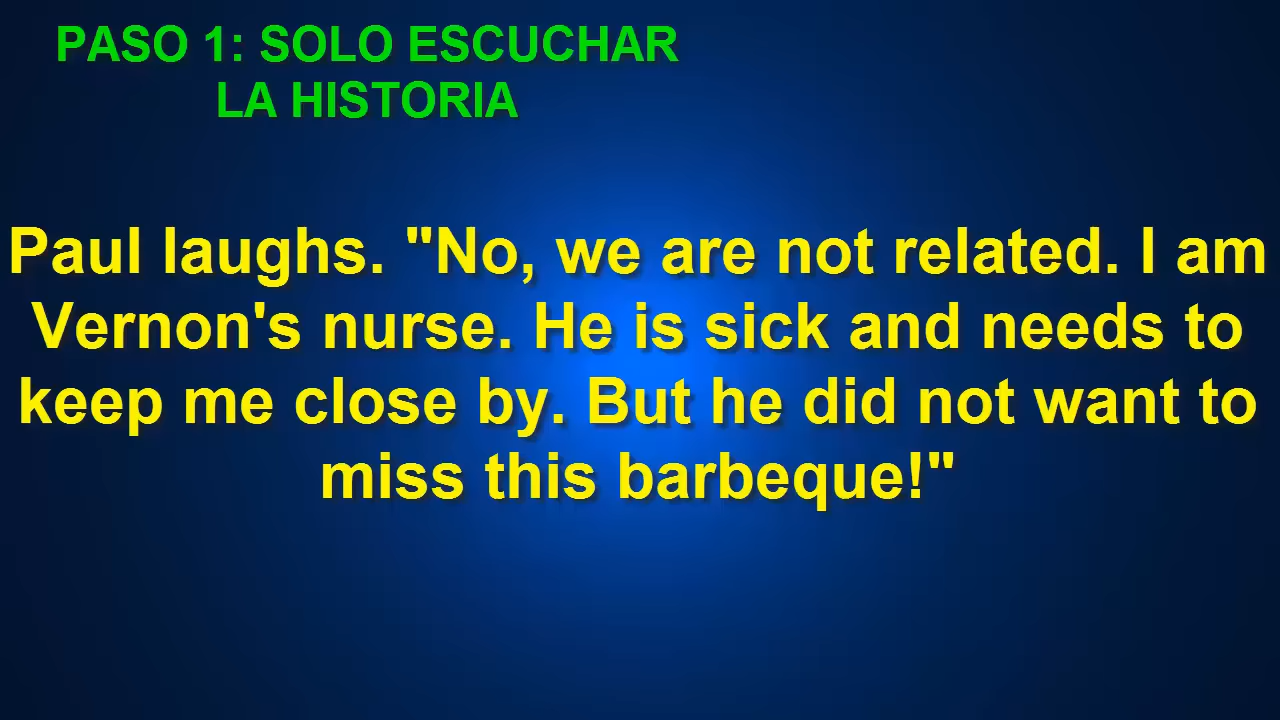 PASO 1: SOLO ESCUCHAR
LA HISTORIA
Paul laughs. "No, we are not related. I am
Vernon's nurse. He is sick and needs to
keep me close by. But he did not want to
miss this barbeque!"